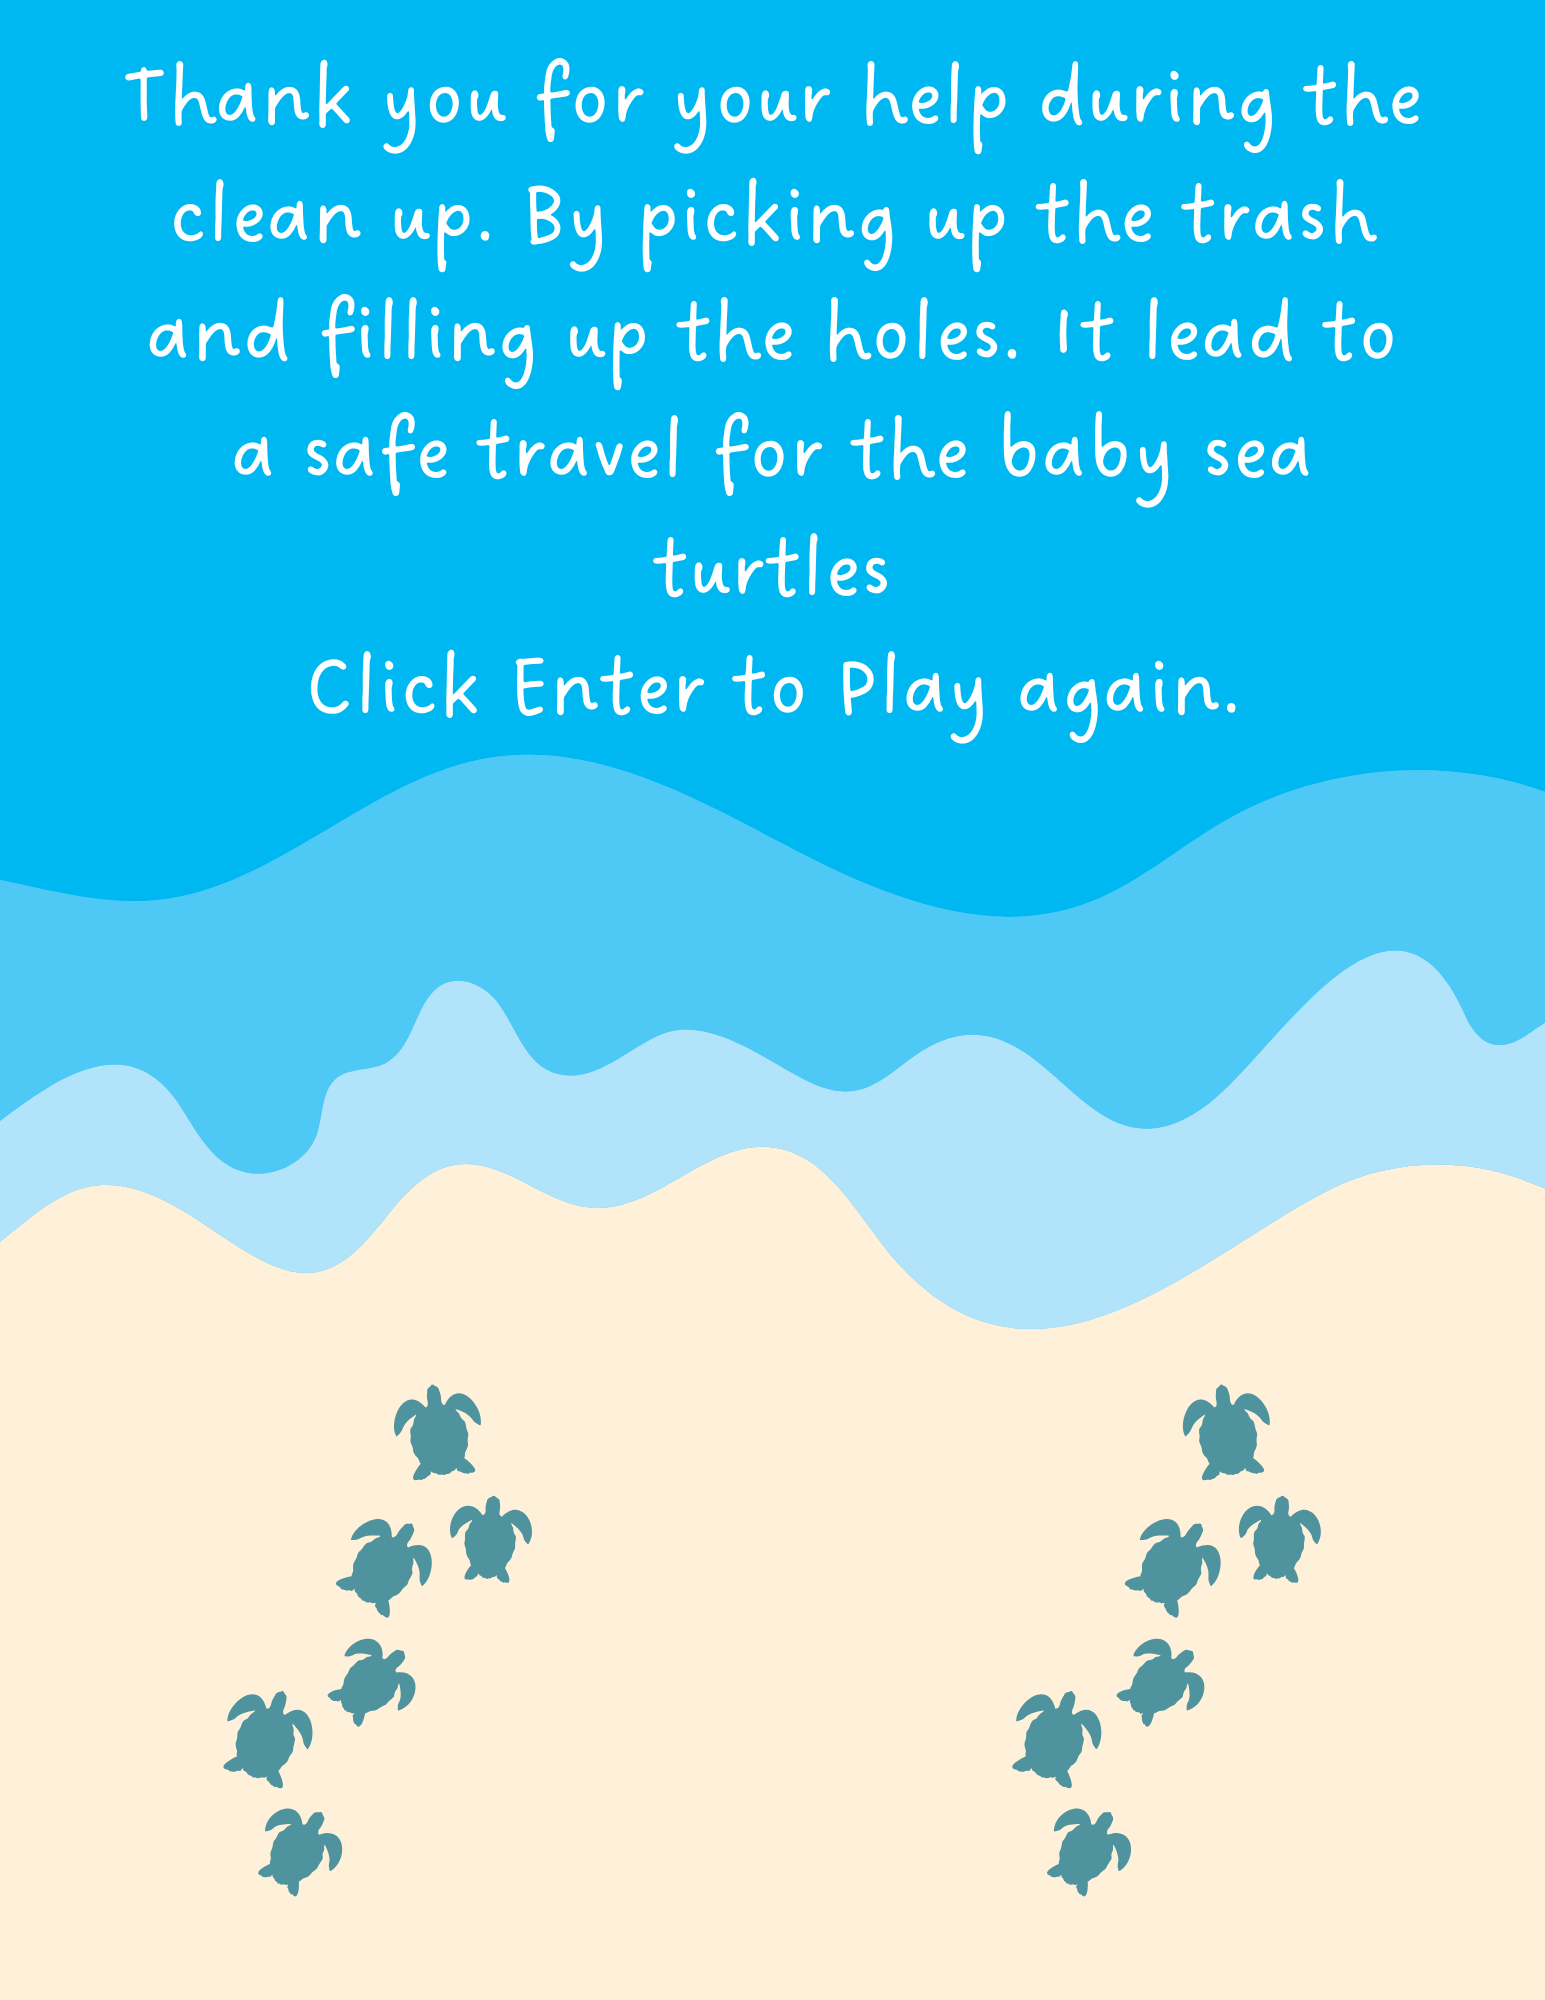 Thank you for your help during the
clean up. By picking up the trash
and filling up the holes. It lead to
a safe travel for the baby sea
turtles
Click Enter to Play again.